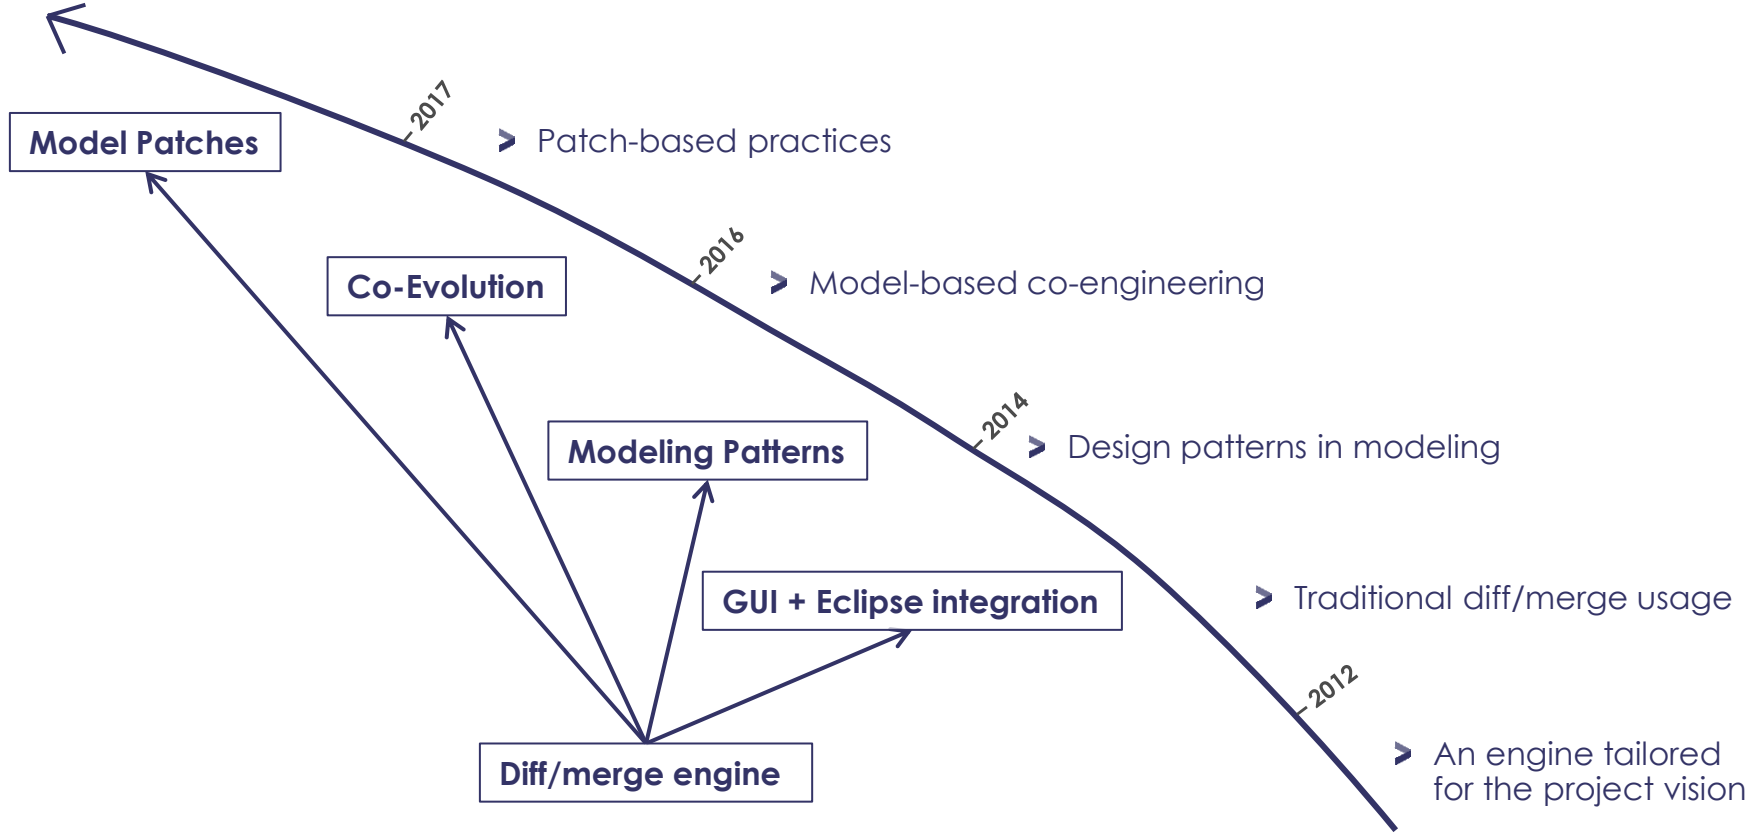 2017
Model Patches
Patch-based practices
2016
Co-Evolution
Model-based co-engineering
2014
Modeling Patterns
Design patterns in modeling
GUI + Eclipse integration
Traditional diff/merge usage
2012
Diff/merge engine
An engine tailored
for the project vision